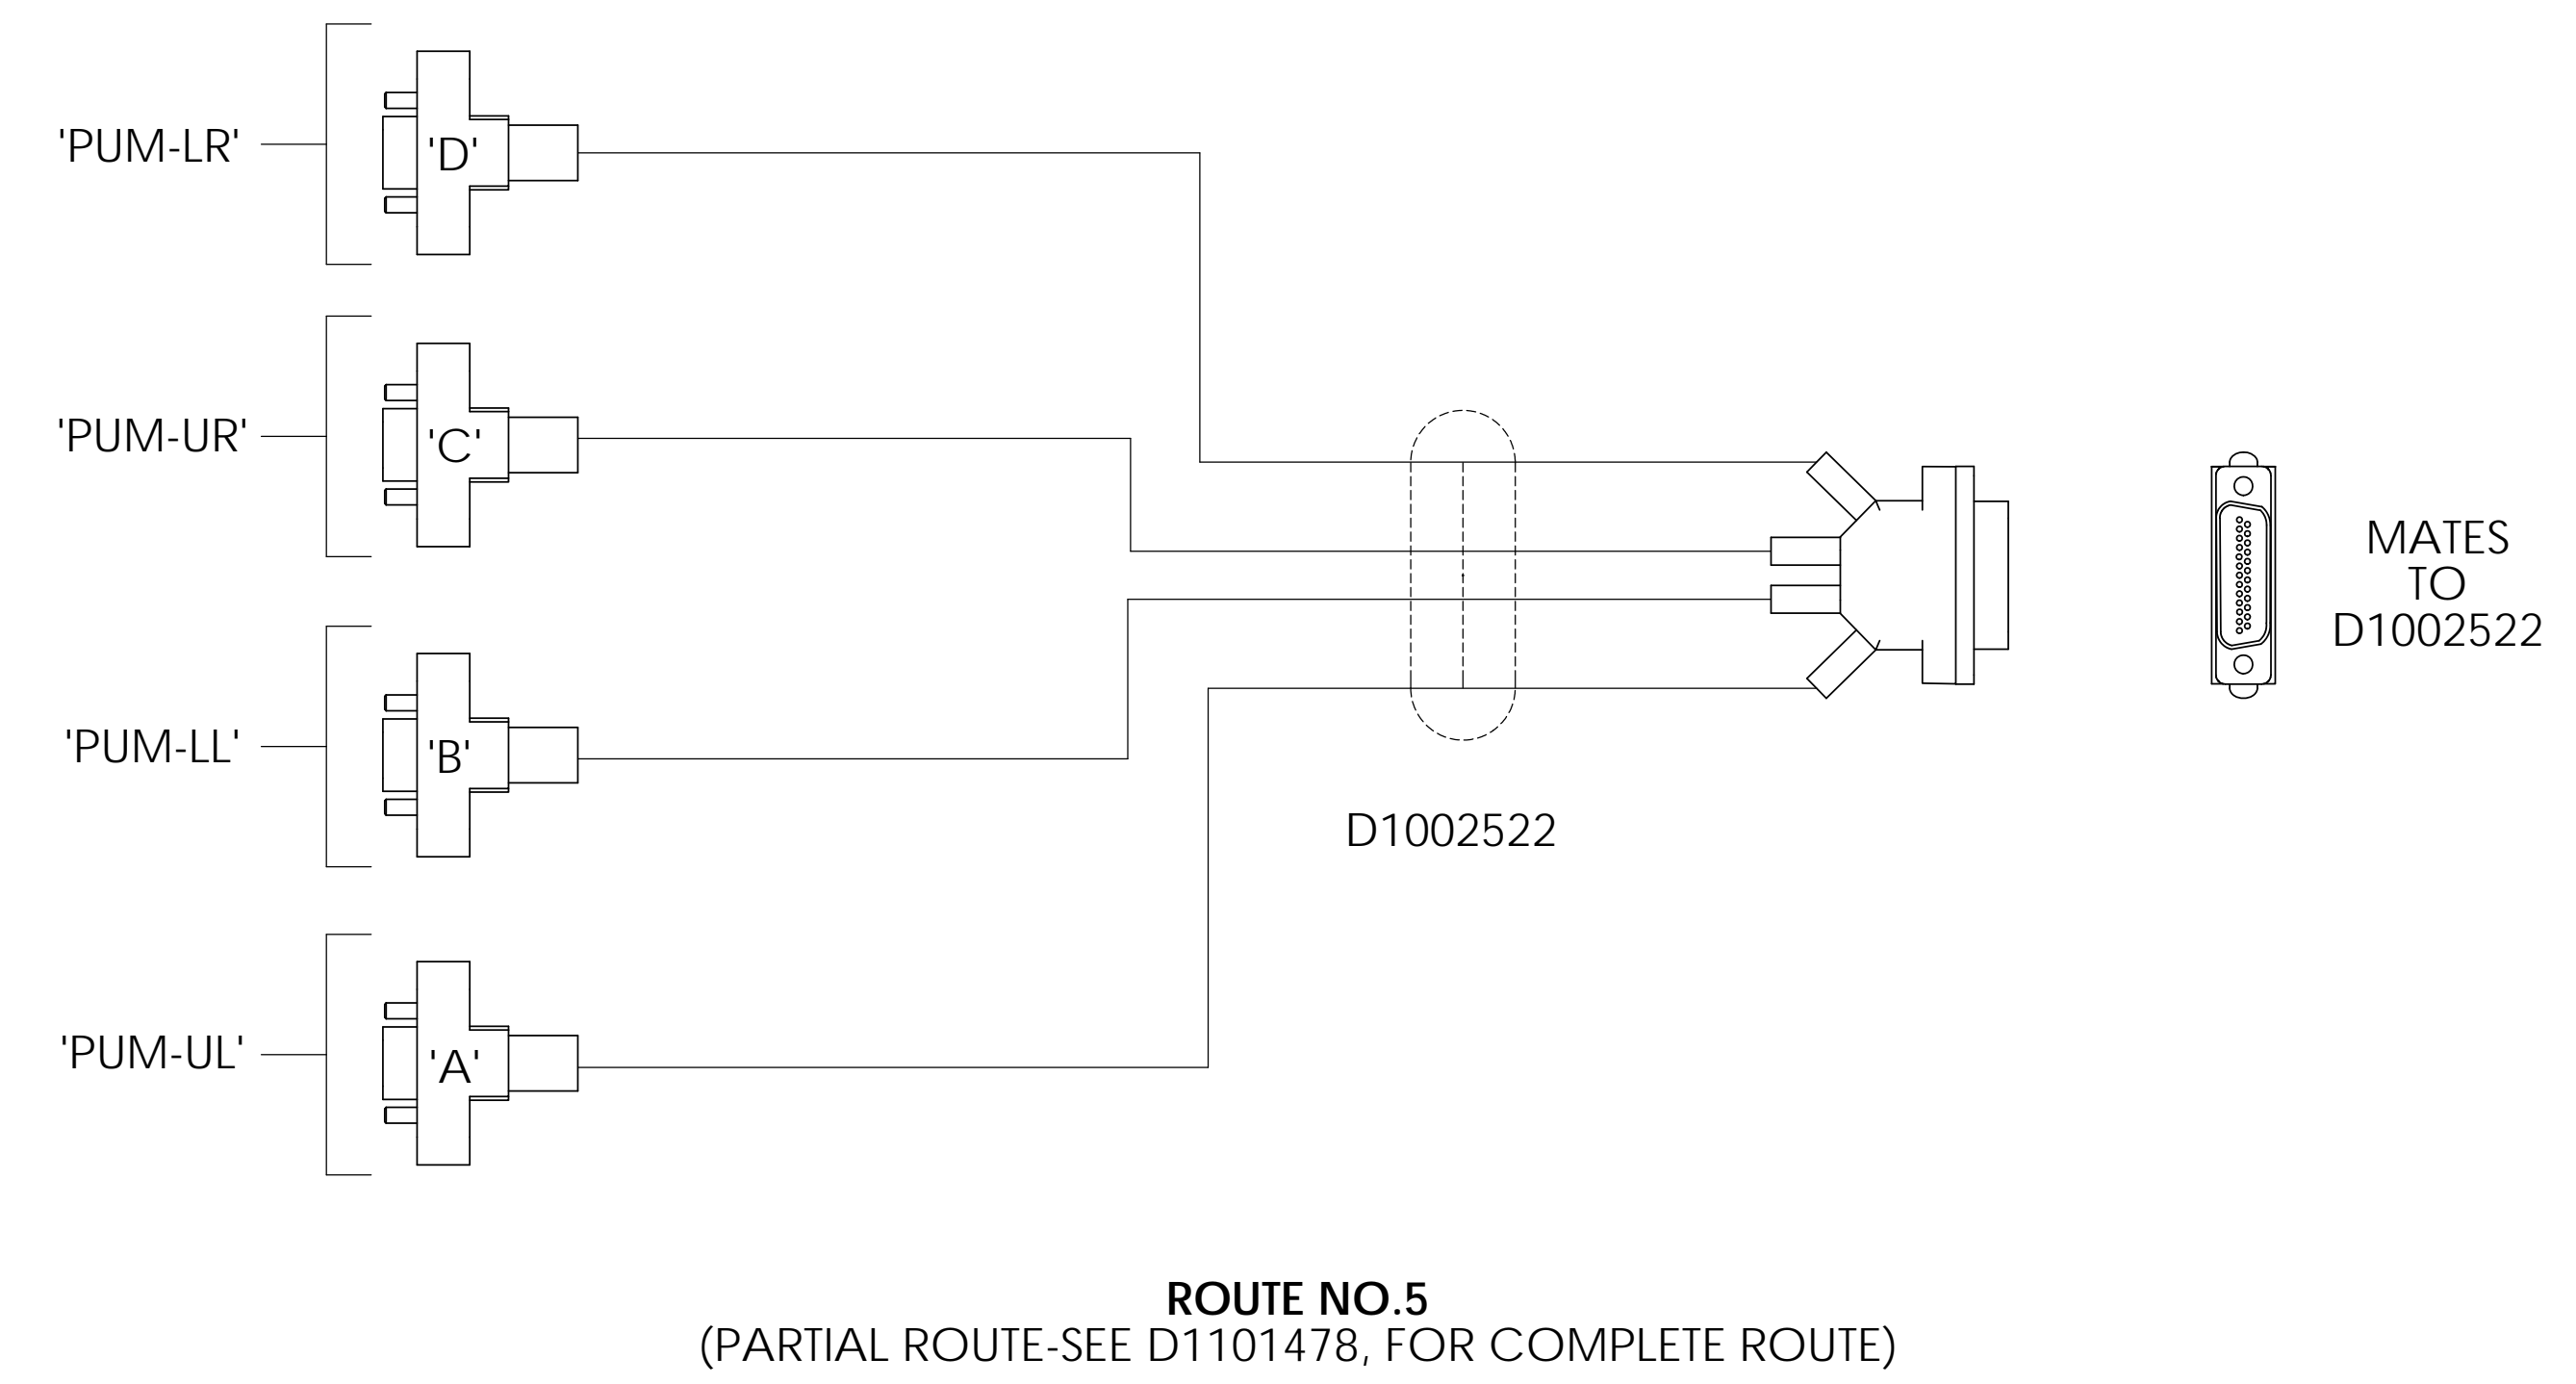 'PUM-LR'
'D'
'PUM-UR'
'C'
MATES
TO
D1002522
'PUM-LL'
'B'
D1002522
'PUM-UL'
'A'
ROUTE NO.5
(PARTIAL ROUTE-SEE D1101478, FOR COMPLETE ROUTE)